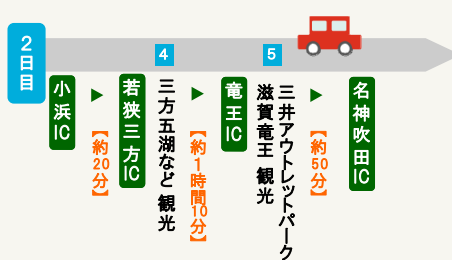 2日目
小浜IC
▶
【約20分】
4
若狭三方IC
三方五湖など 観光
▶
【約1時間10分】
竜王IC
5
三井アウトレットパーク
滋賀竜王 観光
▶
【約50分】
名神吹田IC